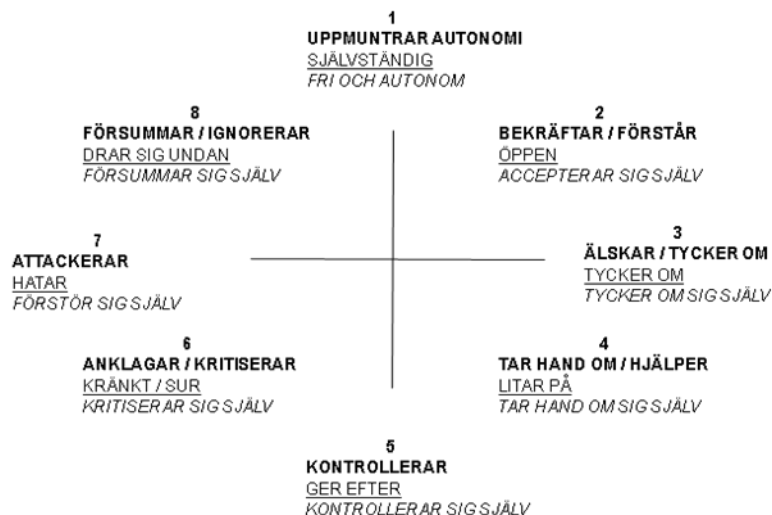 1
UPPMUNTRAR AUTONOMI
SJÄLVSTÄNDIG
FRI OCH AUTONOM
8
FÖRSUMMAR / IGNORERAR
DRAR SIG UNDAN
FÖRSUMMAR SIG SJÄLV
2
BEKRÄFTAR / FÖRSTÅR
ÖPPEN
ACCEPTERAR SIG SJÄLV
7
ATTACKERAR
HATAR
FÖRSTÖR SIG SJÄLV
3
ÄLSKAR / TYCKER OM
TYCKER OM
TYCKER OM SIG SJÄLV
6
ANKLAGAR / KRITISERAR
KRÄNKT / SUR
KRITISERAR SIG SJÄLV
4
TAR HAND OM / HJÄLPER
LITAR PÅ
TAR HAND OM SIG SJÄLV
5
KONTROLLERAR
GER EFTER
KONTROLLERAR SIG SJÄLV